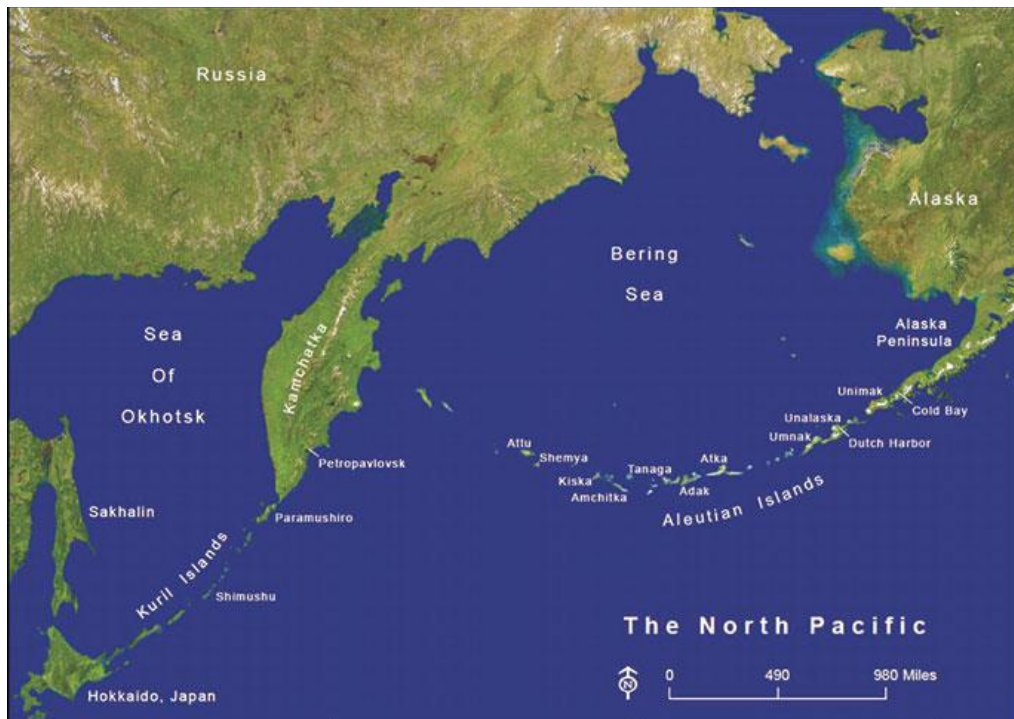 Russia
Alaska
Bering
Sea
Alaska
Peninsula
Sea
Of
Okhotsk
Kamchatka
Unimak
Cold Bay
Unalaska
Dutch Harbor
Umnak
Attu
Shemya
Kiska
Amchitka
Tanaga
Adak
Atka
Aleutian Islands
Petropavlovsk
Sakhalin
Paramushiro
Kuril Islands
Shimushu
Hokkaido, Japan
The North Pacific
N
0 490 980 Miles